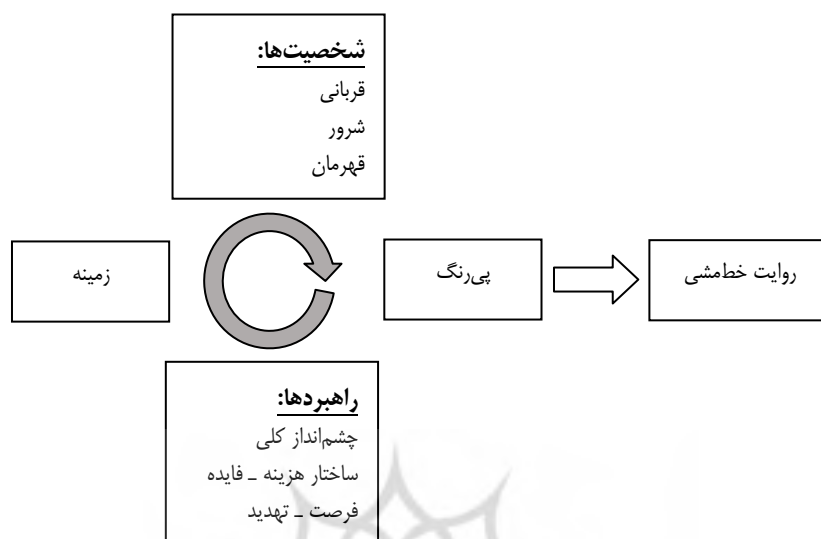 شخصیت‌ها:
قربانی
شرور
قهرمان
روایت خط‌مشی
پی‌رنگ
زمینه
راهبردها:
چشم‌انداز کلی
ساختار هزینه ـ فایده
فرصت ـ تهدید